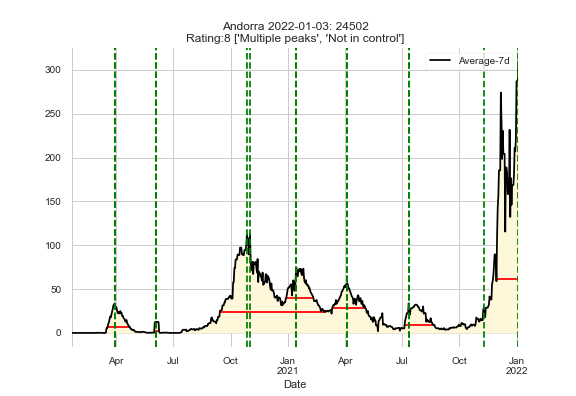 Andorra 2022-01-03: 24502
Rating:8 ['Multiple peaks', 'Not in control']
Average-7d
300
250
200
150
100
50
0
Apr Jul Oct Jan Apr Jul Oct Jan
2021 2022
Date